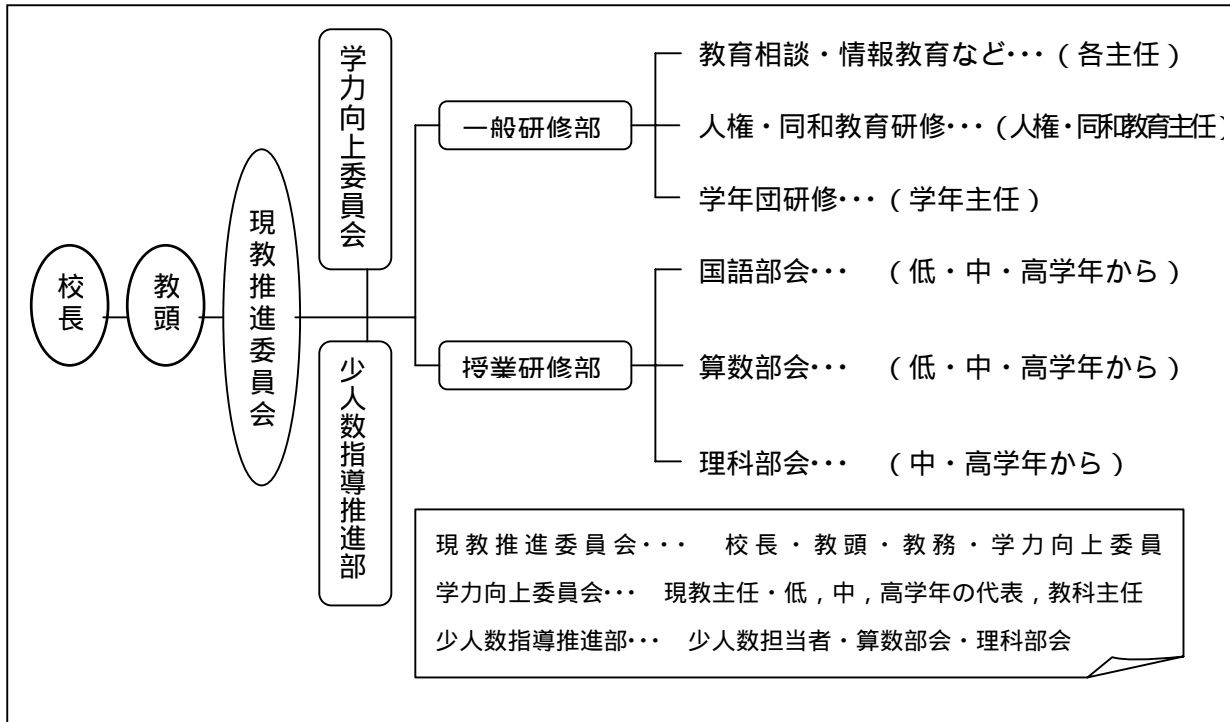 校長
教頭
現教推進委員会
学力向上委員会
少人数指導推進部
一般研修部
教育相談・情報教育など・・・（各主任）
人権・同和教育研修・・・（人権・同和教育主任）
学年団研修・・・（学年主任）
授業研修部
国語部会・・・　（低・中・高学年から）
算数部会・・・　（低・中・高学年から）
理科部会・・・　（中・高学年から）
現教推進委員会・・・　校長・教頭・教務・学力向上委員
学力向上委員会・・・　現教主任・低，中，高学年の代表，教科主任
少人数指導推進部・・・　少人数担当者・算数部会・理科部会